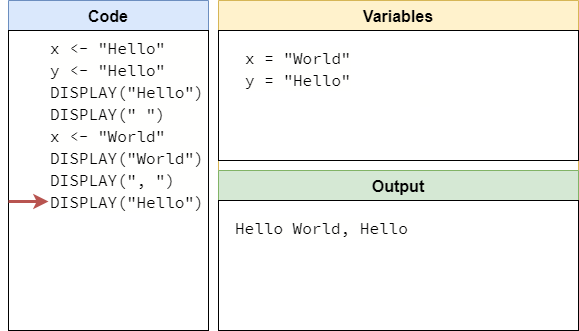 Code
x <- "Hello"
y <- "Hello"
DISPLAY("Hello")
DISPLAY(" ")
x <- "World"
DISPLAY("World")
DISPLAY(", ")
DISPLAY("Hello")
Variables
x = "World"
y = "Hello"
Output
Hello World, Hello